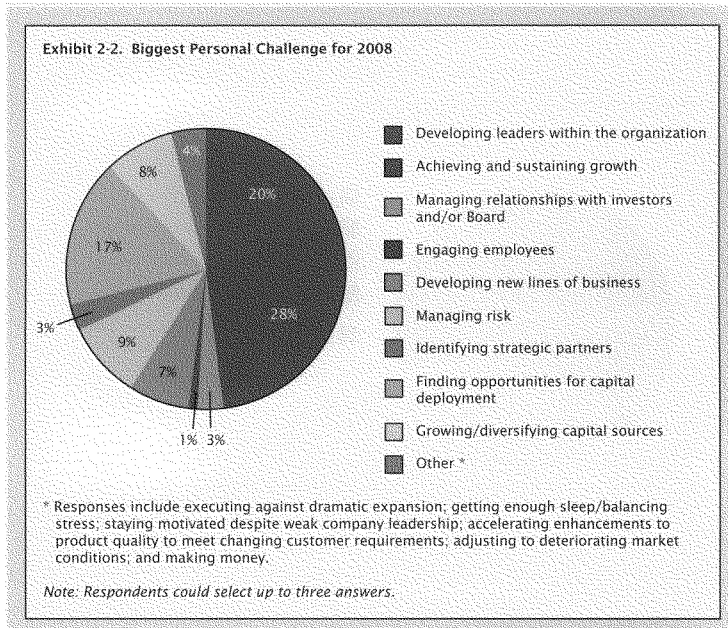 Exhibit 2-2. Biggest Personal Challenge for 2008
4%
8%
20%
17%
28%
3%
9%
7%
1%
3%
Developing leaders within the organization
Achieving and sustaining growth
Managing relationships with investors
and/or Board
Engaging employees
Developing new lines of business
Managing risk
Identifying strategic partners
Finding opportunities for capital
deployment
Growing/diversifying capital sources
Other *
* Responses include executing against dramatic expansion; getting enough sleep/balancing
stress; staying motivated despite weak company leadership; accelerating enhancements to
product quality to meet changing customer requirements; adjusting to deteriorating market
conditions; and making money.
Note: Respondents could select up to three answers.